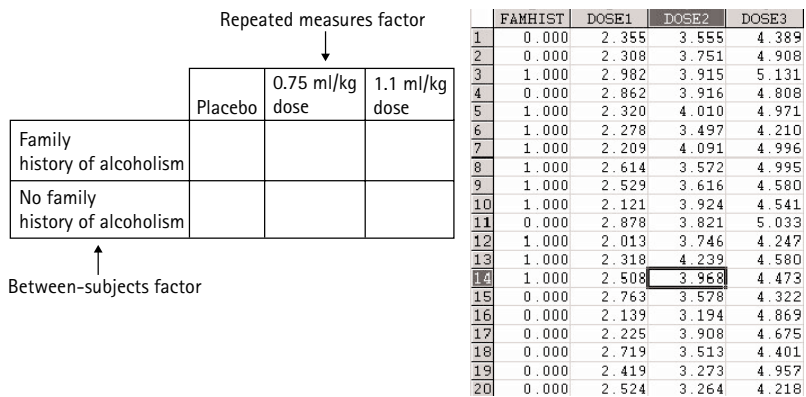 Repeated measures factor
Placebo
0.75 ml/kg
dose
1.1 ml/kg
dose
Family
history of alcoholism
No family
history of alcoholism
Between-subjects factor
FAMHIST DOSE1 DOSE2 DOSE3
1 0.000 2.355 3.555 4.389
2 0.000 2.308 3.751 4.908
3 1.000 2.982 3.915 5.131
4 0.000 2.862 3.916 4.808
5 1.000 2.320 4.010 4.971
6 1.000 2.278 3.497 4.210
7 1.000 2.209 4.091 4.996
8 1.000 2.614 3.572 4.995
9 1.000 2.529 3.616 4.580
10 1.000 2.121 3.924 4.541
11 0.000 2.878 3.821 5.033
12 1.000 2.013 3.746 4.247
13 1.000 2.318 4.239 4.580
14 1.000 2.508 3.968 4.473
15 0.000 2.763 3.578 4.322
16 0.000 2.139 3.194 4.869
17 0.000 2.225 3.908 4.675
18 0.000 2.719 3.513 4.401
19 0.000 2.419 3.273 4.957
20 0.000 2.524 3.264 4.218